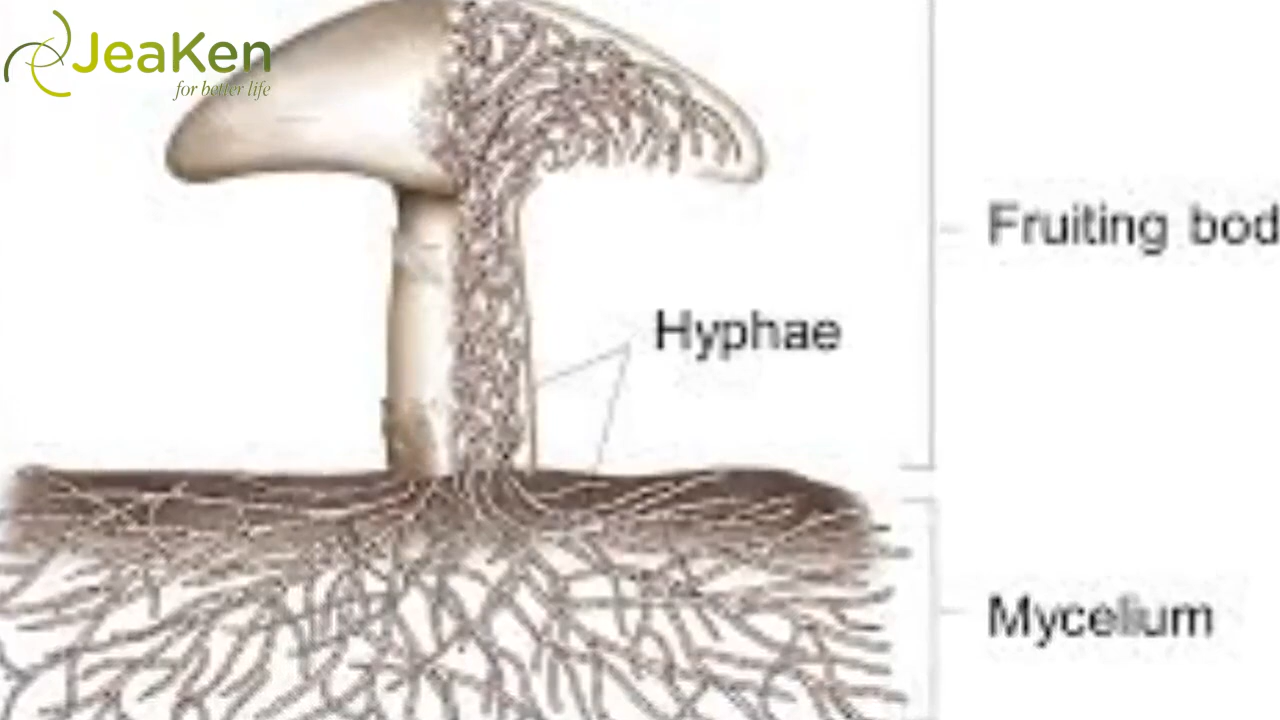 JeaKen
for better life
Fruiting bod
Hyphae
Mycelium